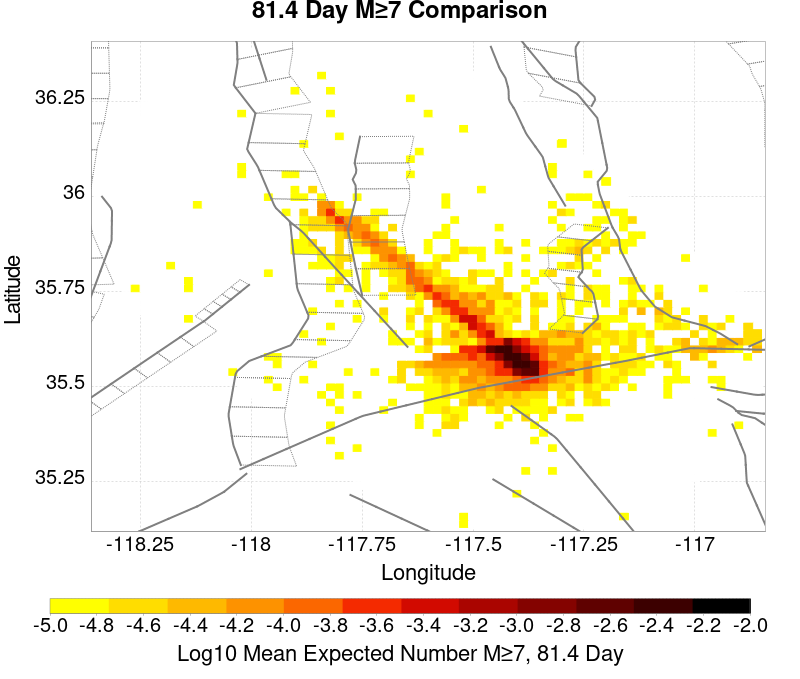 81.4 Day M≥7 Comparison
36.25
36
35.75
35.5
35.25
Latitude
-118.25 -118 -117.75 -117.5 -117.25 -117
Longitude
-5.0 -4.8 -4.6 -4.4 -4.2 -4.0 -3.8 -3.6 -3.4 -3.2 -3.0 -2.8 -2.6 -2.4 -2.2 -2.0
Log10 Mean Expected Number M≥7, 81.4 Day